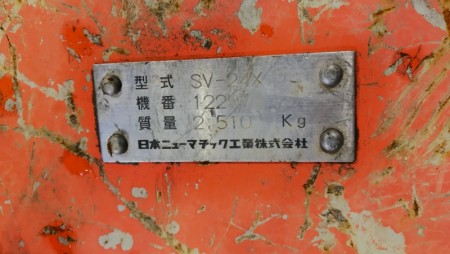 型式 SV-24X
機番 122
質量 2,510 Kg
日本ニューマチック工業株式会社